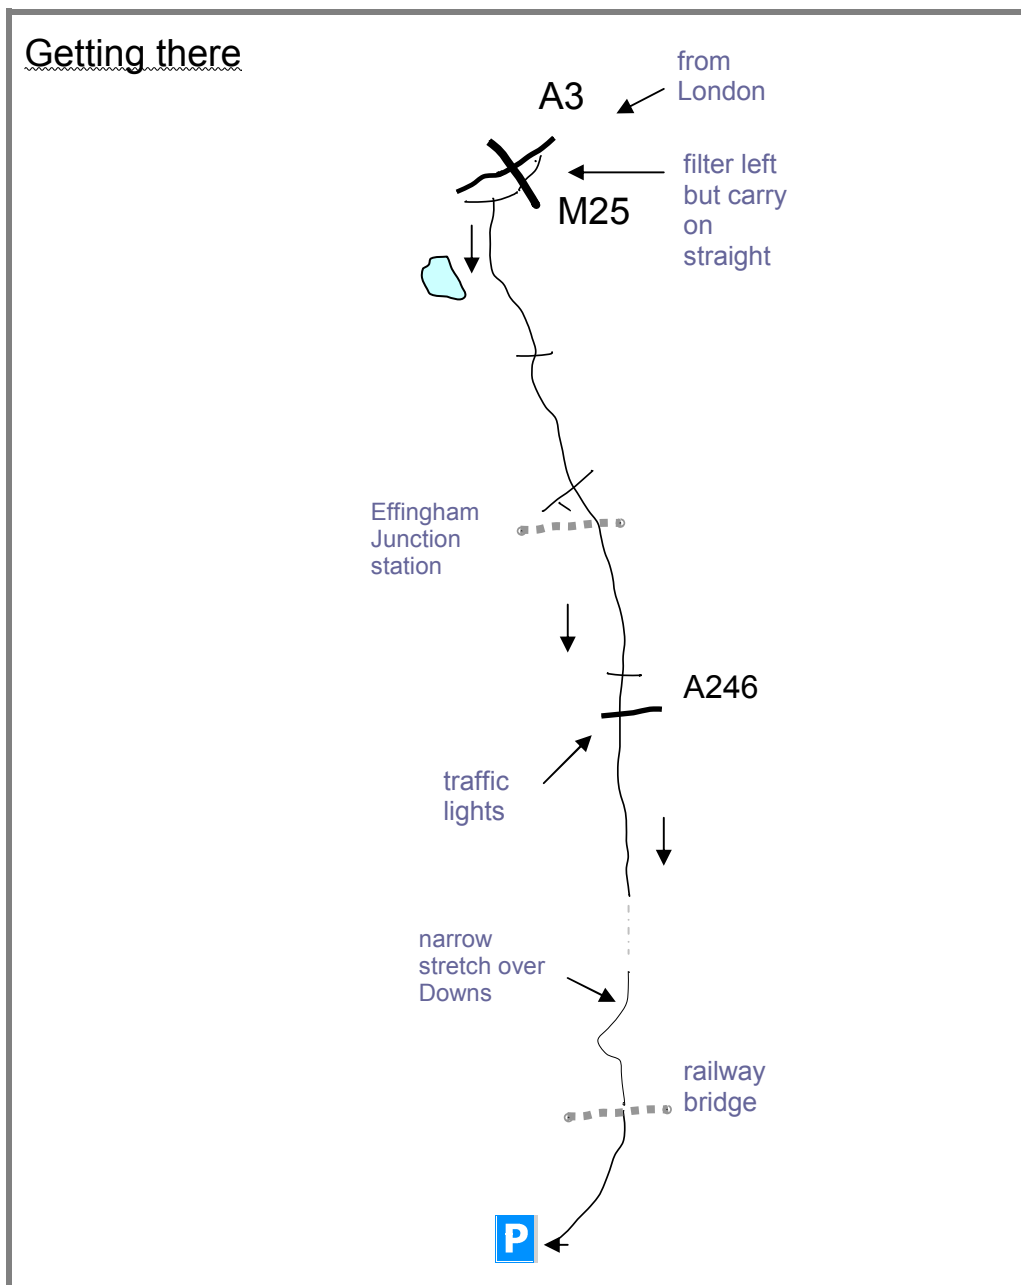 Getting there
from
London
A3
filter left
but carry
on
straight
M25
Effingham
Junction
station
A246
traffic
lights
narrow
stretch over
Downs
railway
bridge
P